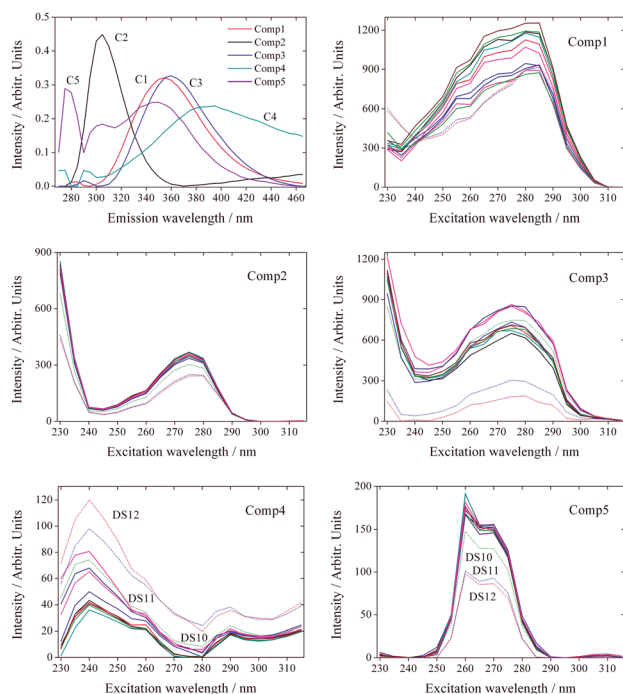 Intensity / Arbitr. Units
0.5
0.4
0.3
0.2
0.1
0.0
280 300 320 340 360 380 400 420 440 460
Emission wavelength / nm
C5
C2
C1
C3
C4
Comp1
Comp2
Comp3
Comp4
Comp5
Intensity / Arbitr. Units
1200
900
600
300
0
230 240 250 260 270 280 290 300 310
Excitation wavelength / nm
Comp1
Intensity / Arbitr. Units
900
600
300
0
230 240 250 260 270 280 290 300 310
Excitation wavelength / nm
Comp2
Intensity / Arbitr. Units
1200
900
600
300
0
230 240 250 260 270 280 290 300 310
Excitation wavelength / nm
Comp3
Intensity / Arbitr. Units
120
100
80
60
40
20
0
230 240 250 260 270 280 290 300 310
Excitation wavelength / nm
Comp4
DS12
DS11
DS10
Intensity / Arbitr. Units
200
150
100
50
0
230 240 250 260 270 280 290 300 310
Excitation wavelength / nm
Comp5
DS10
DS11
DS12